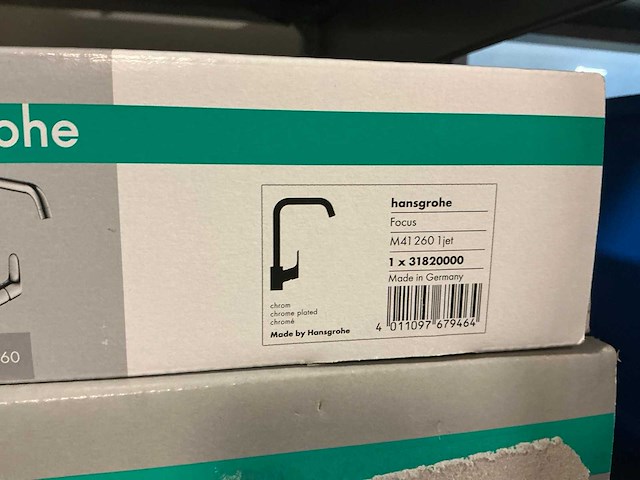 ohe
60
hansgrohe
Focus
M41 260 1jet
1 x 31820000
Made in Germany
4 011097 679464
chrom
chrome plated
chromé
Made by Hansgrohe